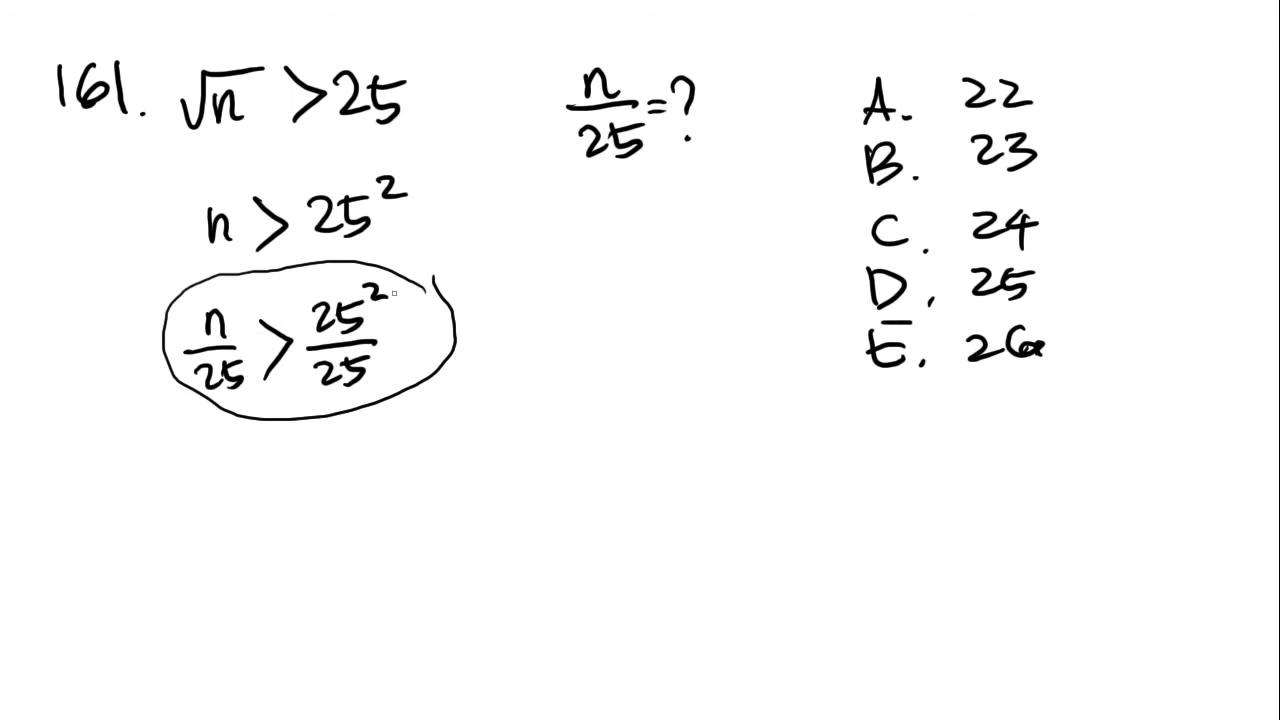 161. √n > 25
n/25 = ?
n > 25²
n/25 > 25²/25
A. 22
B. 23
C. 24
D. 25
E. 26